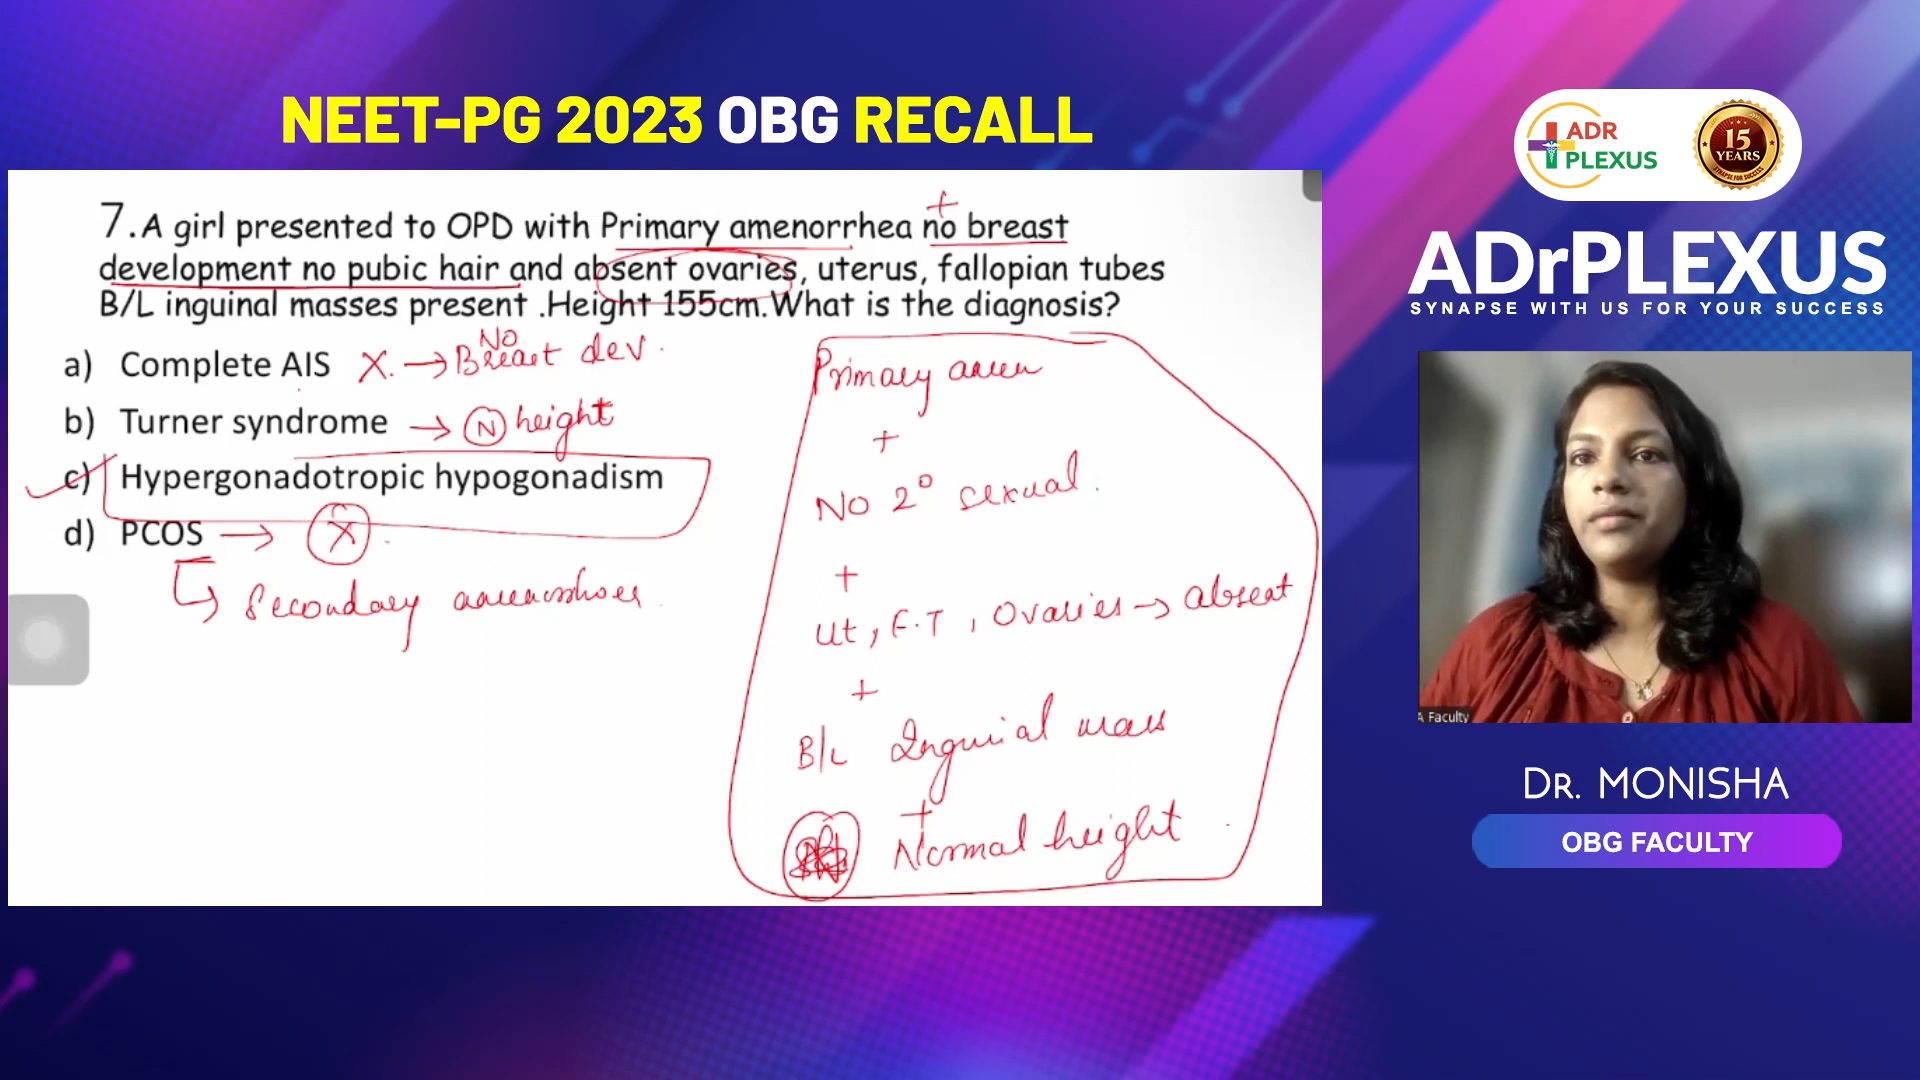 NEET-PG 2023 OBG RECALL
ADR
PLEXUS
15
YEARS
SYNAPSE FOR SUCCESS
ADrPLEXUS
SYNAPSE WITH US FOR YOUR SUCCESS
7.A girl presented to OPD with Primary amenorrhea no breast
development no pubic hair and absent ovaries, uterus, fallopian tubes
B/L inguinal masses present .Height 155cm.What is the diagnosis?
a) Complete AIS X. → NO Breast dev.
b) Turner syndrome → N height
c) Hypergonadotropic hypogonadism
d) PCOS → X
Secondary
Primary amen
+
No 2° sexual.
+
Ut, F.T, Ovaries → absent
+
B/L Inguinal mass
+
Normal height
A Faculty
DR. MONISHA
OBG FACULTY